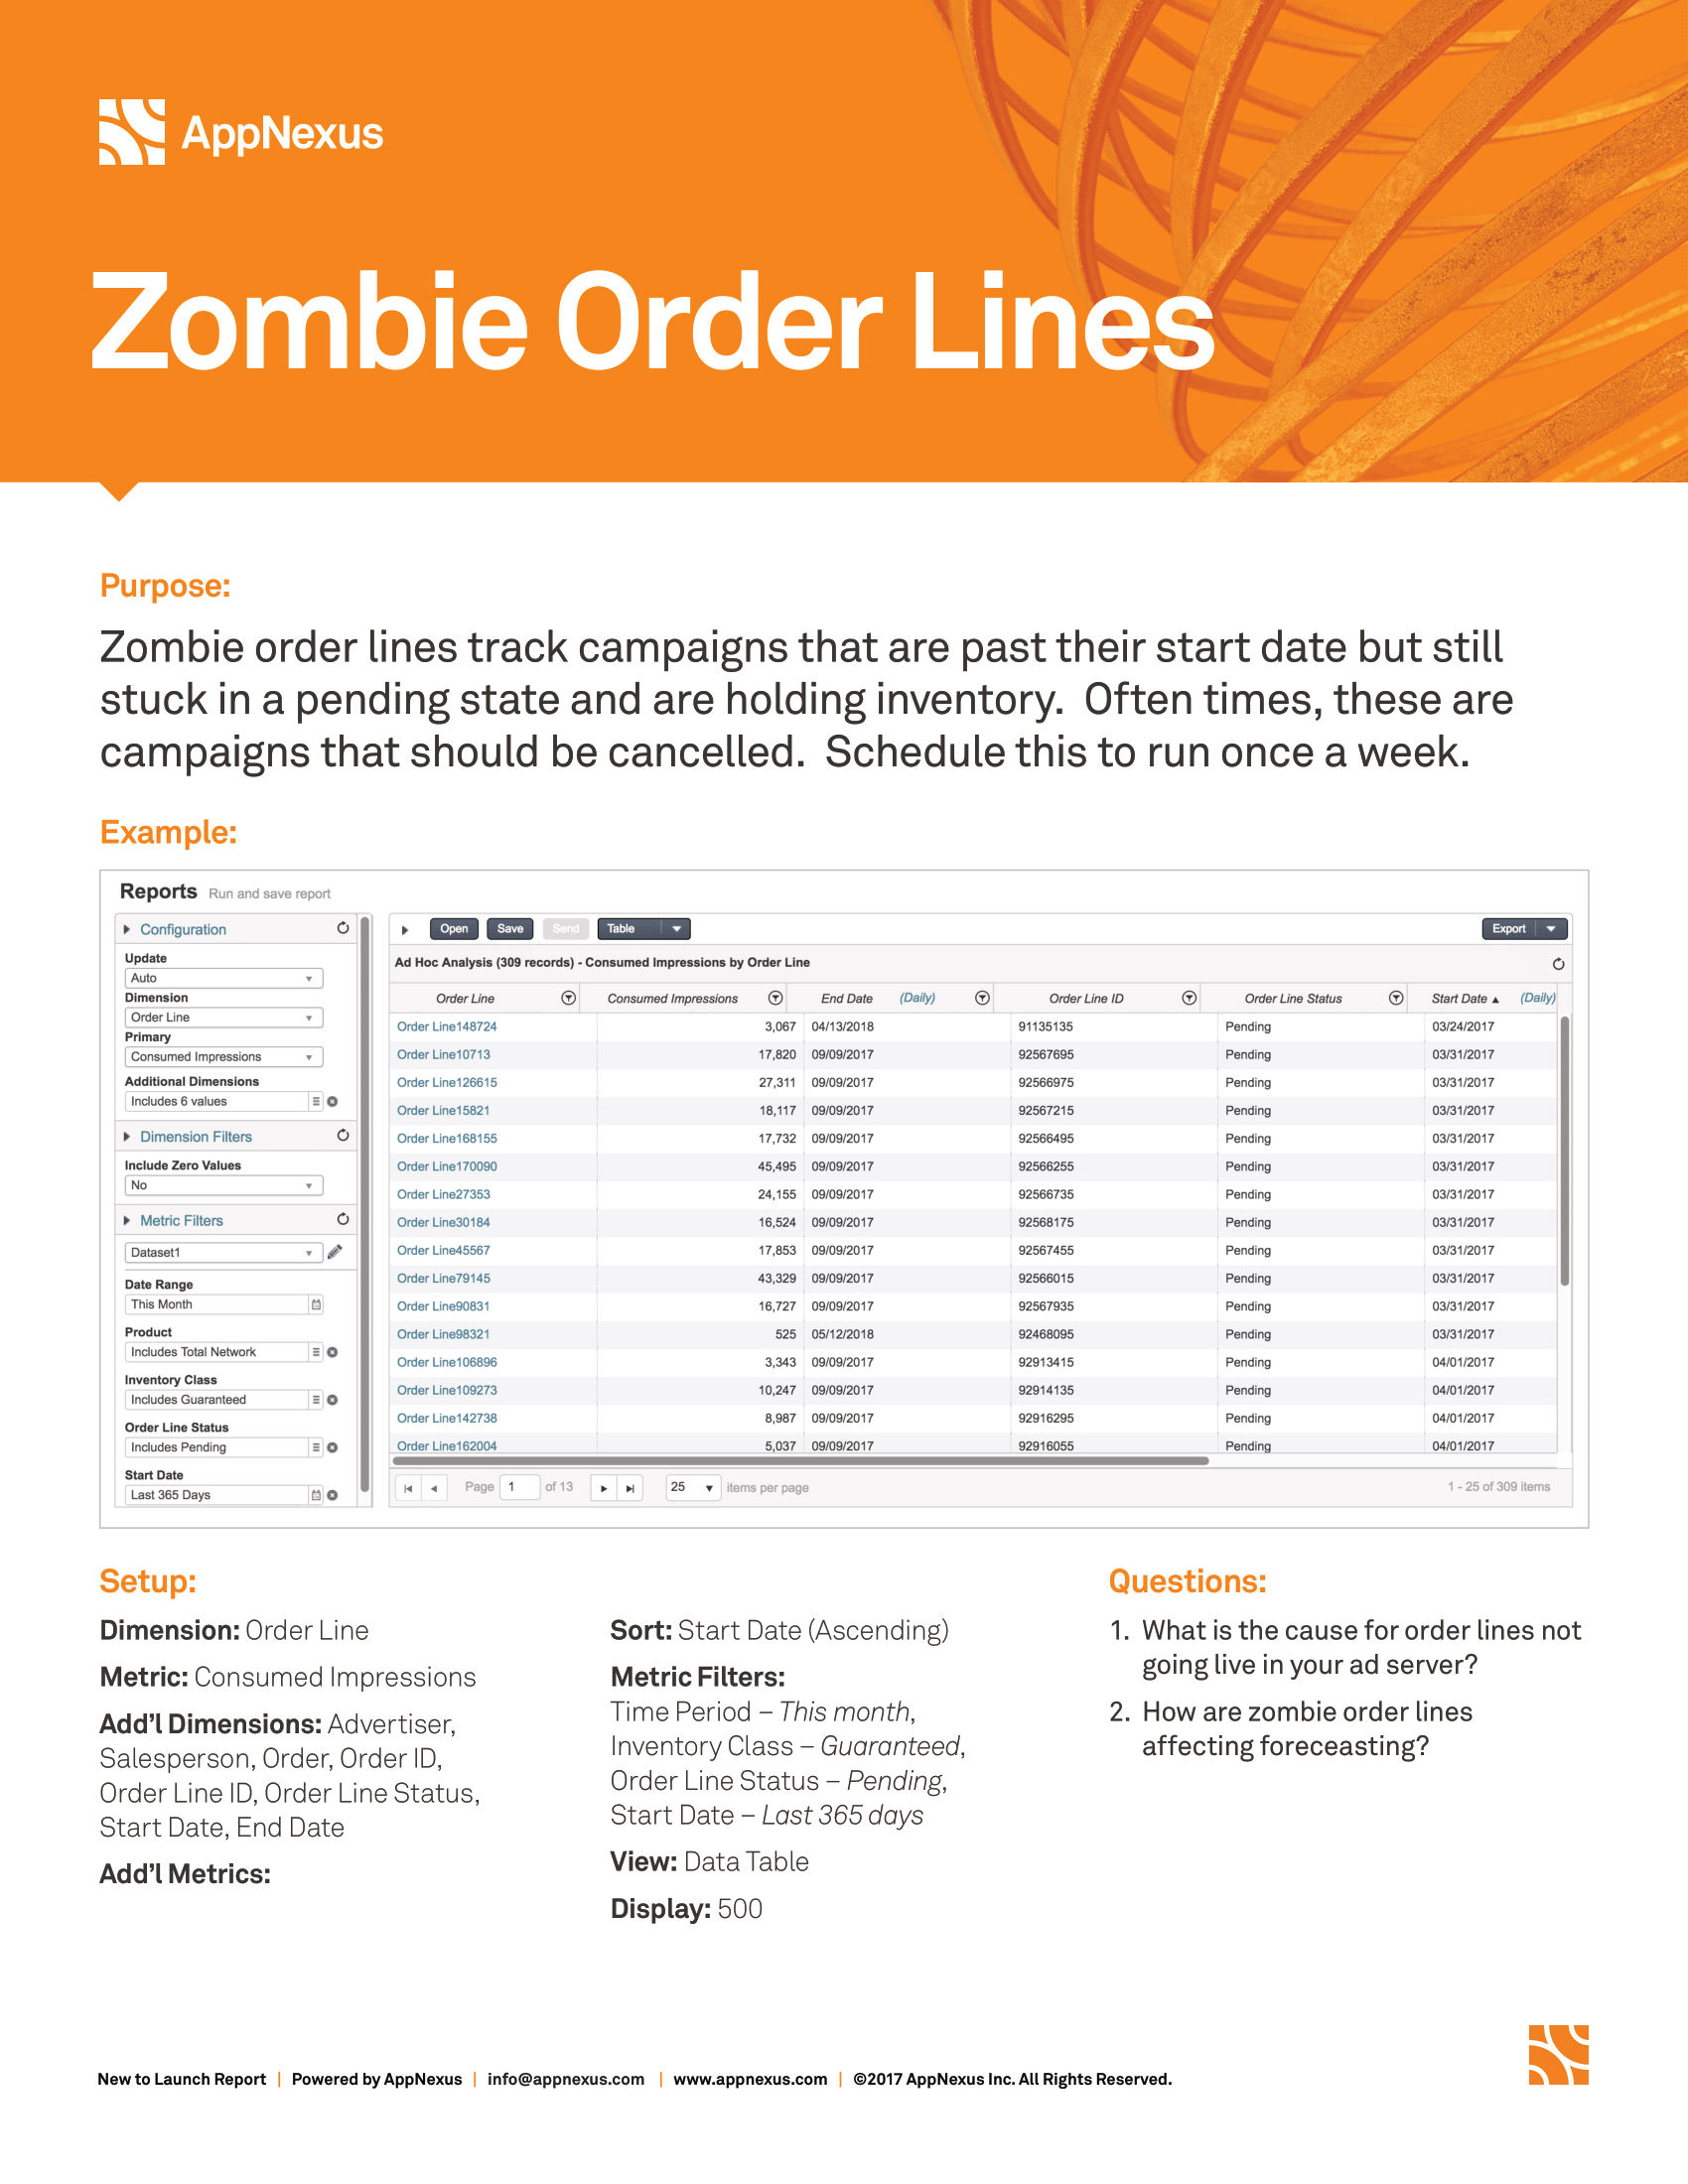 AppNexus
Zombie Order Lines
Purpose:
Zombie order lines track campaigns that are past their start date but still
stuck in a pending state and are holding inventory.  Often times, these are
campaigns that should be cancelled.  Schedule this to run once a week.
Example:
Reports Run and save report
Configuration
Update
Auto
Dimension
Order Line
Primary
Consumed Impressions
Additional Dimensions
Includes 6 values
Dimension Filters
Include Zero Values
No
Metric Filters
Dataset1
Date Range
This Month
Product
Includes Total Network
Inventory Class
Includes Guaranteed
Order Line Status
Includes Pending
Start Date
Last 365 Days
Open Save Send Table Export
Ad Hoc Analysis (309 records) - Consumed Impressions by Order Line
Order Line Consumed Impressions End Date (Daily) Order Line ID Order Line Status Start Date ▲ (Daily)
Order Line148724 3,067 04/13/2018 91135135 Pending 03/24/2017
Order Line10713 17,820 09/09/2017 92567695 Pending 03/31/2017
Order Line126615 27,311 09/09/2017 92566975 Pending 03/31/2017
Order Line15821 18,117 09/09/2017 92567215 Pending 03/31/2017
Order Line168155 17,732 09/09/2017 92566495 Pending 03/31/2017
Order Line170090 45,495 09/09/2017 92566255 Pending 03/31/2017
Order Line27353 24,155 09/09/2017 92566735 Pending 03/31/2017
Order Line30184 16,524 09/09/2017 92568175 Pending 03/31/2017
Order Line45567 17,853 09/09/2017 92567455 Pending 03/31/2017
Order Line79145 43,329 09/09/2017 92566015 Pending 03/31/2017
Order Line90831 16,727 09/09/2017 92567935 Pending 03/31/2017
Order Line98321 525 05/12/2018 92468095 Pending 03/31/2017
Order Line106896 3,343 09/09/2017 92913415 Pending 04/01/2017
Order Line109273 10,247 09/09/2017 92914135 Pending 04/01/2017
Order Line142738 8,987 09/09/2017 92916295 Pending 04/01/2017
Order Line162004 5,037 09/09/2017 92916055 Pending 04/01/2017
Page 1 of 13 25 items per page 1 - 25 of 309 items
Setup:
Dimension: Order Line
Metric: Consumed Impressions
Add’l Dimensions: Advertiser,
Salesperson, Order, Order ID,
Order Line ID, Order Line Status,
Start Date, End Date
Add’l Metrics:
Sort: Start Date (Ascending)
Metric Filters:
Time Period – This month,
Inventory Class – Guaranteed,
Order Line Status – Pending,
Start Date – Last 365 days
View: Data Table
Display: 500
Questions:
1. What is the cause for order lines not
going live in your ad server?
2. How are zombie order lines
affecting foreceasting?
New to Launch Report | Powered by AppNexus | info@appnexus.com | www.appnexus.com | ©2017 AppNexus Inc. All Rights Reserved.